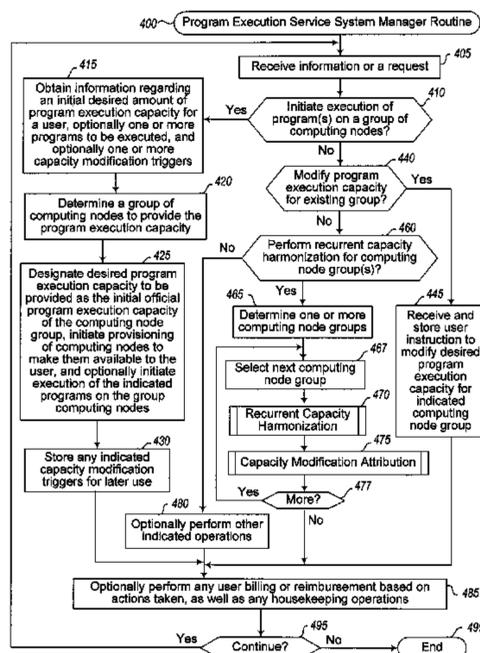 400
Program Execution Service System Manager Routine
405
Receive information or a request
410
Initiate execution of
program(s) on a group of
computing nodes?
Yes
No
415
Obtain information regarding
an initial desired amount of
program execution capacity for
a user, optionally one or more
programs to be executed, and
optionally one or more
capacity modification triggers
420
Determine a group of
computing nodes to provide the
program execution capacity
425
Designate desired program
execution capacity to be
provided as the initial official
program execution capacity
of the computing node
group, initiate provisioning
of computing nodes to
make them available to the
user, and optionally initiate
execution of the indicated
programs on the group
computing nodes
430
Store any indicated
capacity modification
triggers for later use
440
Modify program
execution capacity
for existing group?
Yes
No
445
Receive and
store user
instruction to
modify desired
program
execution
capacity for
indicated
computing
node group
460
Perform recurrent capacity
harmonization for computing
node group(s)?
No
Yes
465
Determine one or more
computing node groups
467
Select next computing
node group
470
Recurrent Capacity
Harmonization
475
Capacity Modification Attribution
477
More?
Yes
No
480
Optionally perform other
indicated operations
485
Optionally perform any user billing or reimbursement based on
actions taken, as well as any housekeeping operations
495
Continue?
Yes
No
499
End